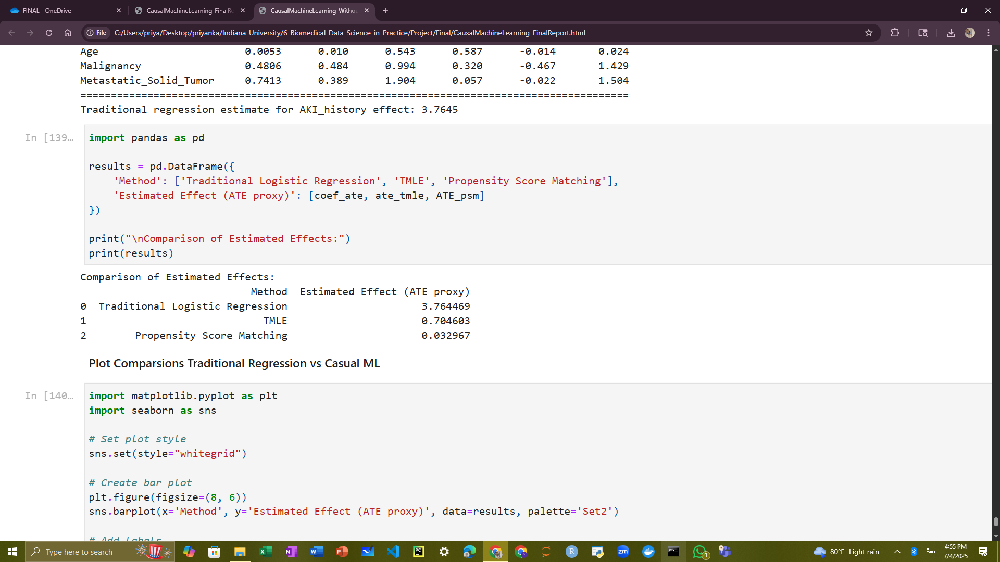 FINAL - OneDrive
CausalMachineLearning_FinalRe
CausalMachineLearning_Withou
File
C:/Users/priya/Desktop/priyanka/Indiana_University/6_Biomedical_Data_Science_in_Practice/Project/Final/CausalMachineLearning_FinalReport.html
Age 0.0053 0.010 0.543 0.587 -0.014 0.024
Malignancy 0.4806 0.484 0.994 0.320 -0.467 1.429
Metastatic_Solid_Tumor 0.7413 0.389 1.904 0.057 -0.022 1.504
==========================================================================================
Traditional regression estimate for AKI_history effect: 3.7645
In [139…
import pandas as pd
results = pd.DataFrame({
'Method': ['Traditional Logistic Regression', 'TMLE', 'Propensity Score Matching'],
'Estimated Effect (ATE proxy)': [coef_ate, ate_tmle, ATE_psm]
})
print("\nComparison of Estimated Effects:")
print(results)
Comparison of Estimated Effects:
Method Estimated Effect (ATE proxy)
0 Traditional Logistic Regression 3.764469
1 TMLE 0.704603
2 Propensity Score Matching 0.032967
Plot Comparsions Traditional Regression vs Casual ML
In [140…
import matplotlib.pyplot as plt
import seaborn as sns
# Set plot style
sns.set(style="whitegrid")
# Create bar plot
plt.figure(figsize=(8, 6))
sns.barplot(x='Method', y='Estimated Effect (ATE proxy)', data=results, palette='Set2')
# Add labels
Type here to search
80°F Light rain
4:55 PM
7/4/2025